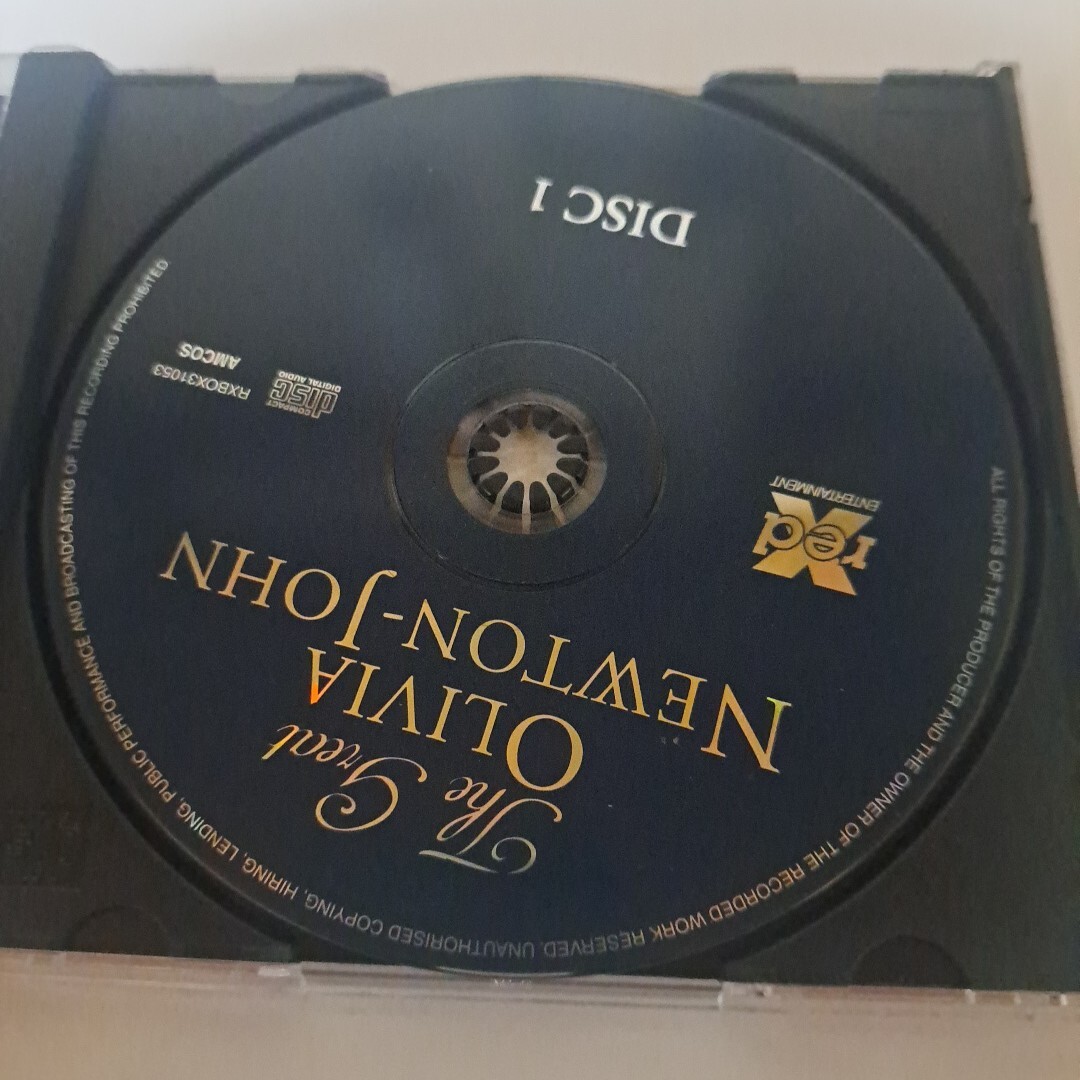 The Great
OLIVIA
NEWTON-JOHN
red X
ENTERTAINMENT
COMPACT
disc
DIGITAL AUDIO
RXBOX31053
AMCOS
DISC 1
ALL RIGHTS OF THE PRODUCER AND THE OWNER OF THE RECORDED WORK RESERVED. UNAUTHORISED COPYING, HIRING, LENDING, PUBLIC PERFORMANCE AND BROADCASTING OF THIS RECORDING PROHIBITED